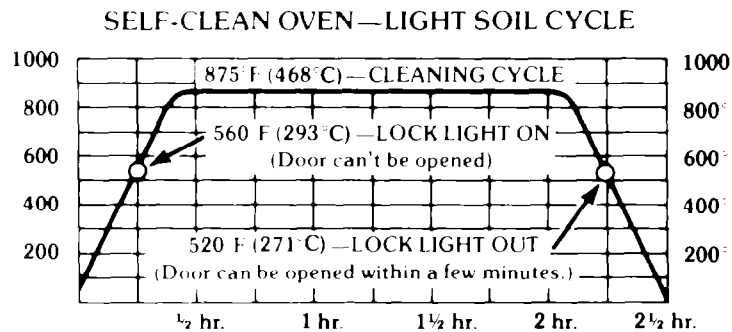 SELF-CLEAN OVEN—LIGHT SOIL CYCLE
1000 1000
875°F (468°C)—CLEANING CYCLE
800 800°
560 F (293°C)—LOCK LIGHT ON
600 600°
(Door can't be opened)
400 400°
520 F (271°C)—LOCK LIGHT OUT
200 200°
(Door can be opened within a few minutes.)
½ hr. 1 hr. 1½ hr. 2 hr. 2½ hr.